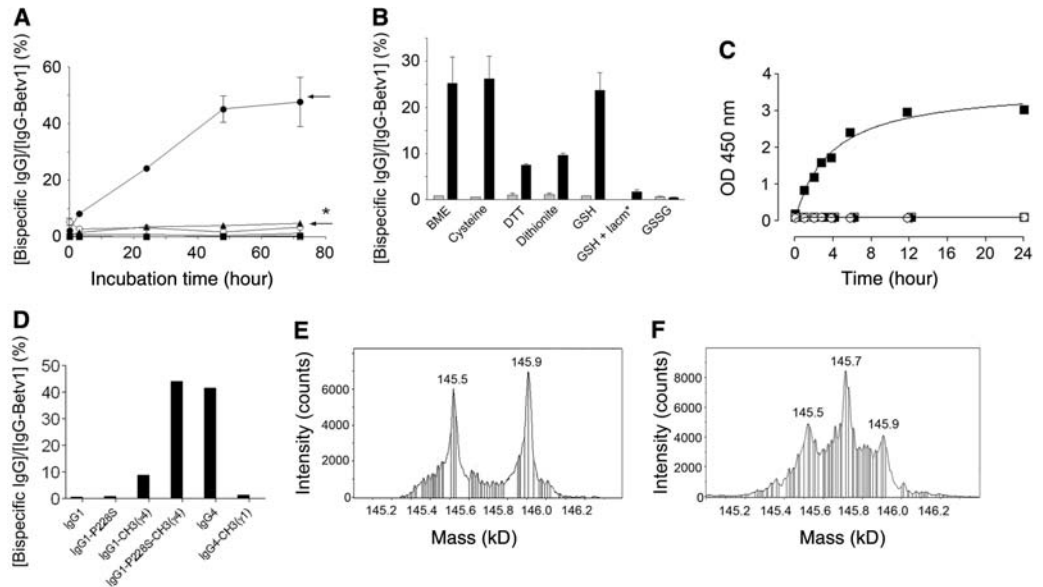 A
[Bispecific IgG]/[IgG-Betv1] (%)
60
40
20
0
*
0
20
40
60
80
Incubation time (hour)
B
[Bispecific IgG]/[IgG-Betv1] (%)
30
20
10
0
BME
Cysteine
DTT
Dithionite
GSH
GSH + Iacm*
GSSG
C
OD 450 nm
4
3
2
1
0
0 4 8 12 16 20 24
Time (hour)
D
[Bispecific IgG]/[IgG-Betv1] (%)
50
40
30
20
10
0
IgG1
IgG1-P228S
IgG1-CH3(γ4)
IgG1-P228S-CH3(γ4)
IgG4
IgG4-CH3(γ1)
E
Intensity (counts)
6000
4000
2000
0
145.5
145.9
145.2 145.4 145.6 145.8 146.0 146.2
Mass (kD)
F
Intensity (counts)
8000
6000
4000
2000
0
145.5
145.7
145.9
145.2 145.4 145.6 145.8 146.0 146.2
Mass (kD)